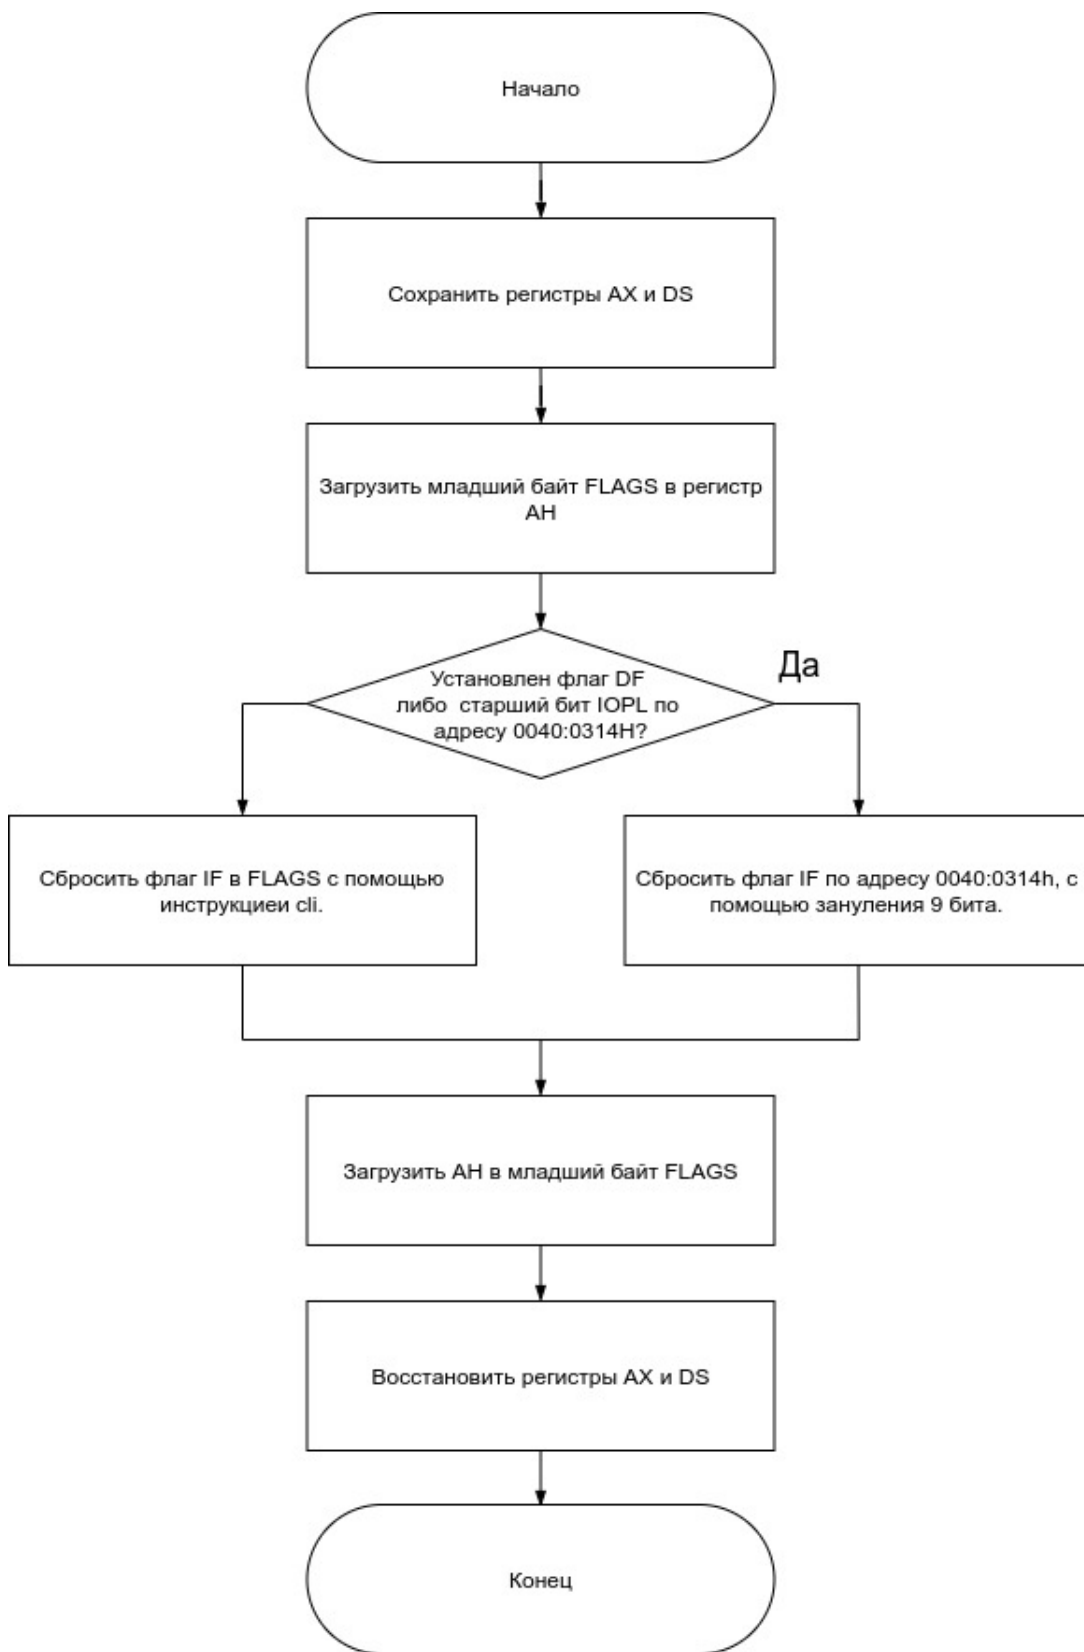 Начало
Сохранить регистры AX и DS
Загрузить младший байт FLAGS в регистр
AH
Установлен флаг DF
либо старший бит IOPL по
адресу 0040:0314H?
Да
Сбросить флаг IF в FLAGS с помощью
инструкциеи cli.
Сбросить флаг IF по адресу 0040:0314h, с
помощью зануления 9 бита.
Загрузить AH в младший байт FLAGS
Восстановить регистры AX и DS
Конец